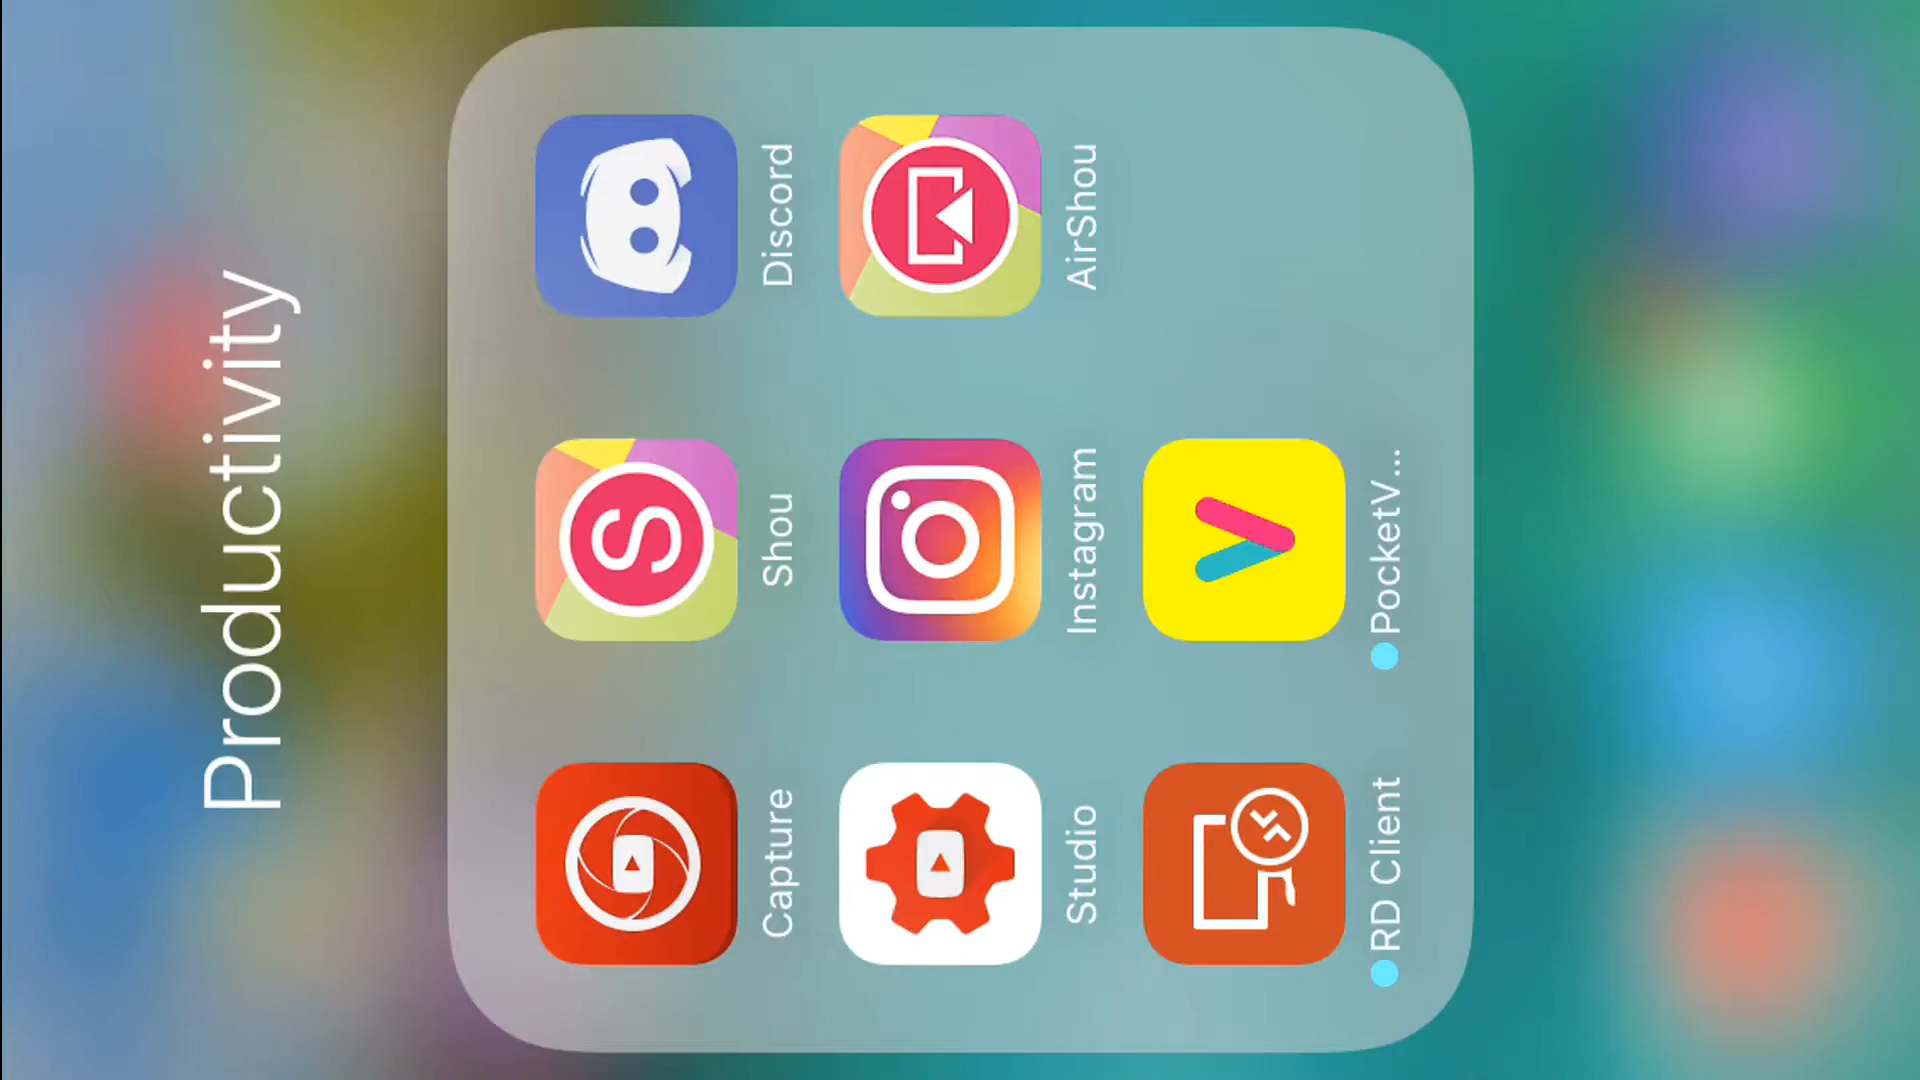 Productivity
Capture
Shou
Discord
Studio
Instagram
AirShou
RD Client
PocketV...